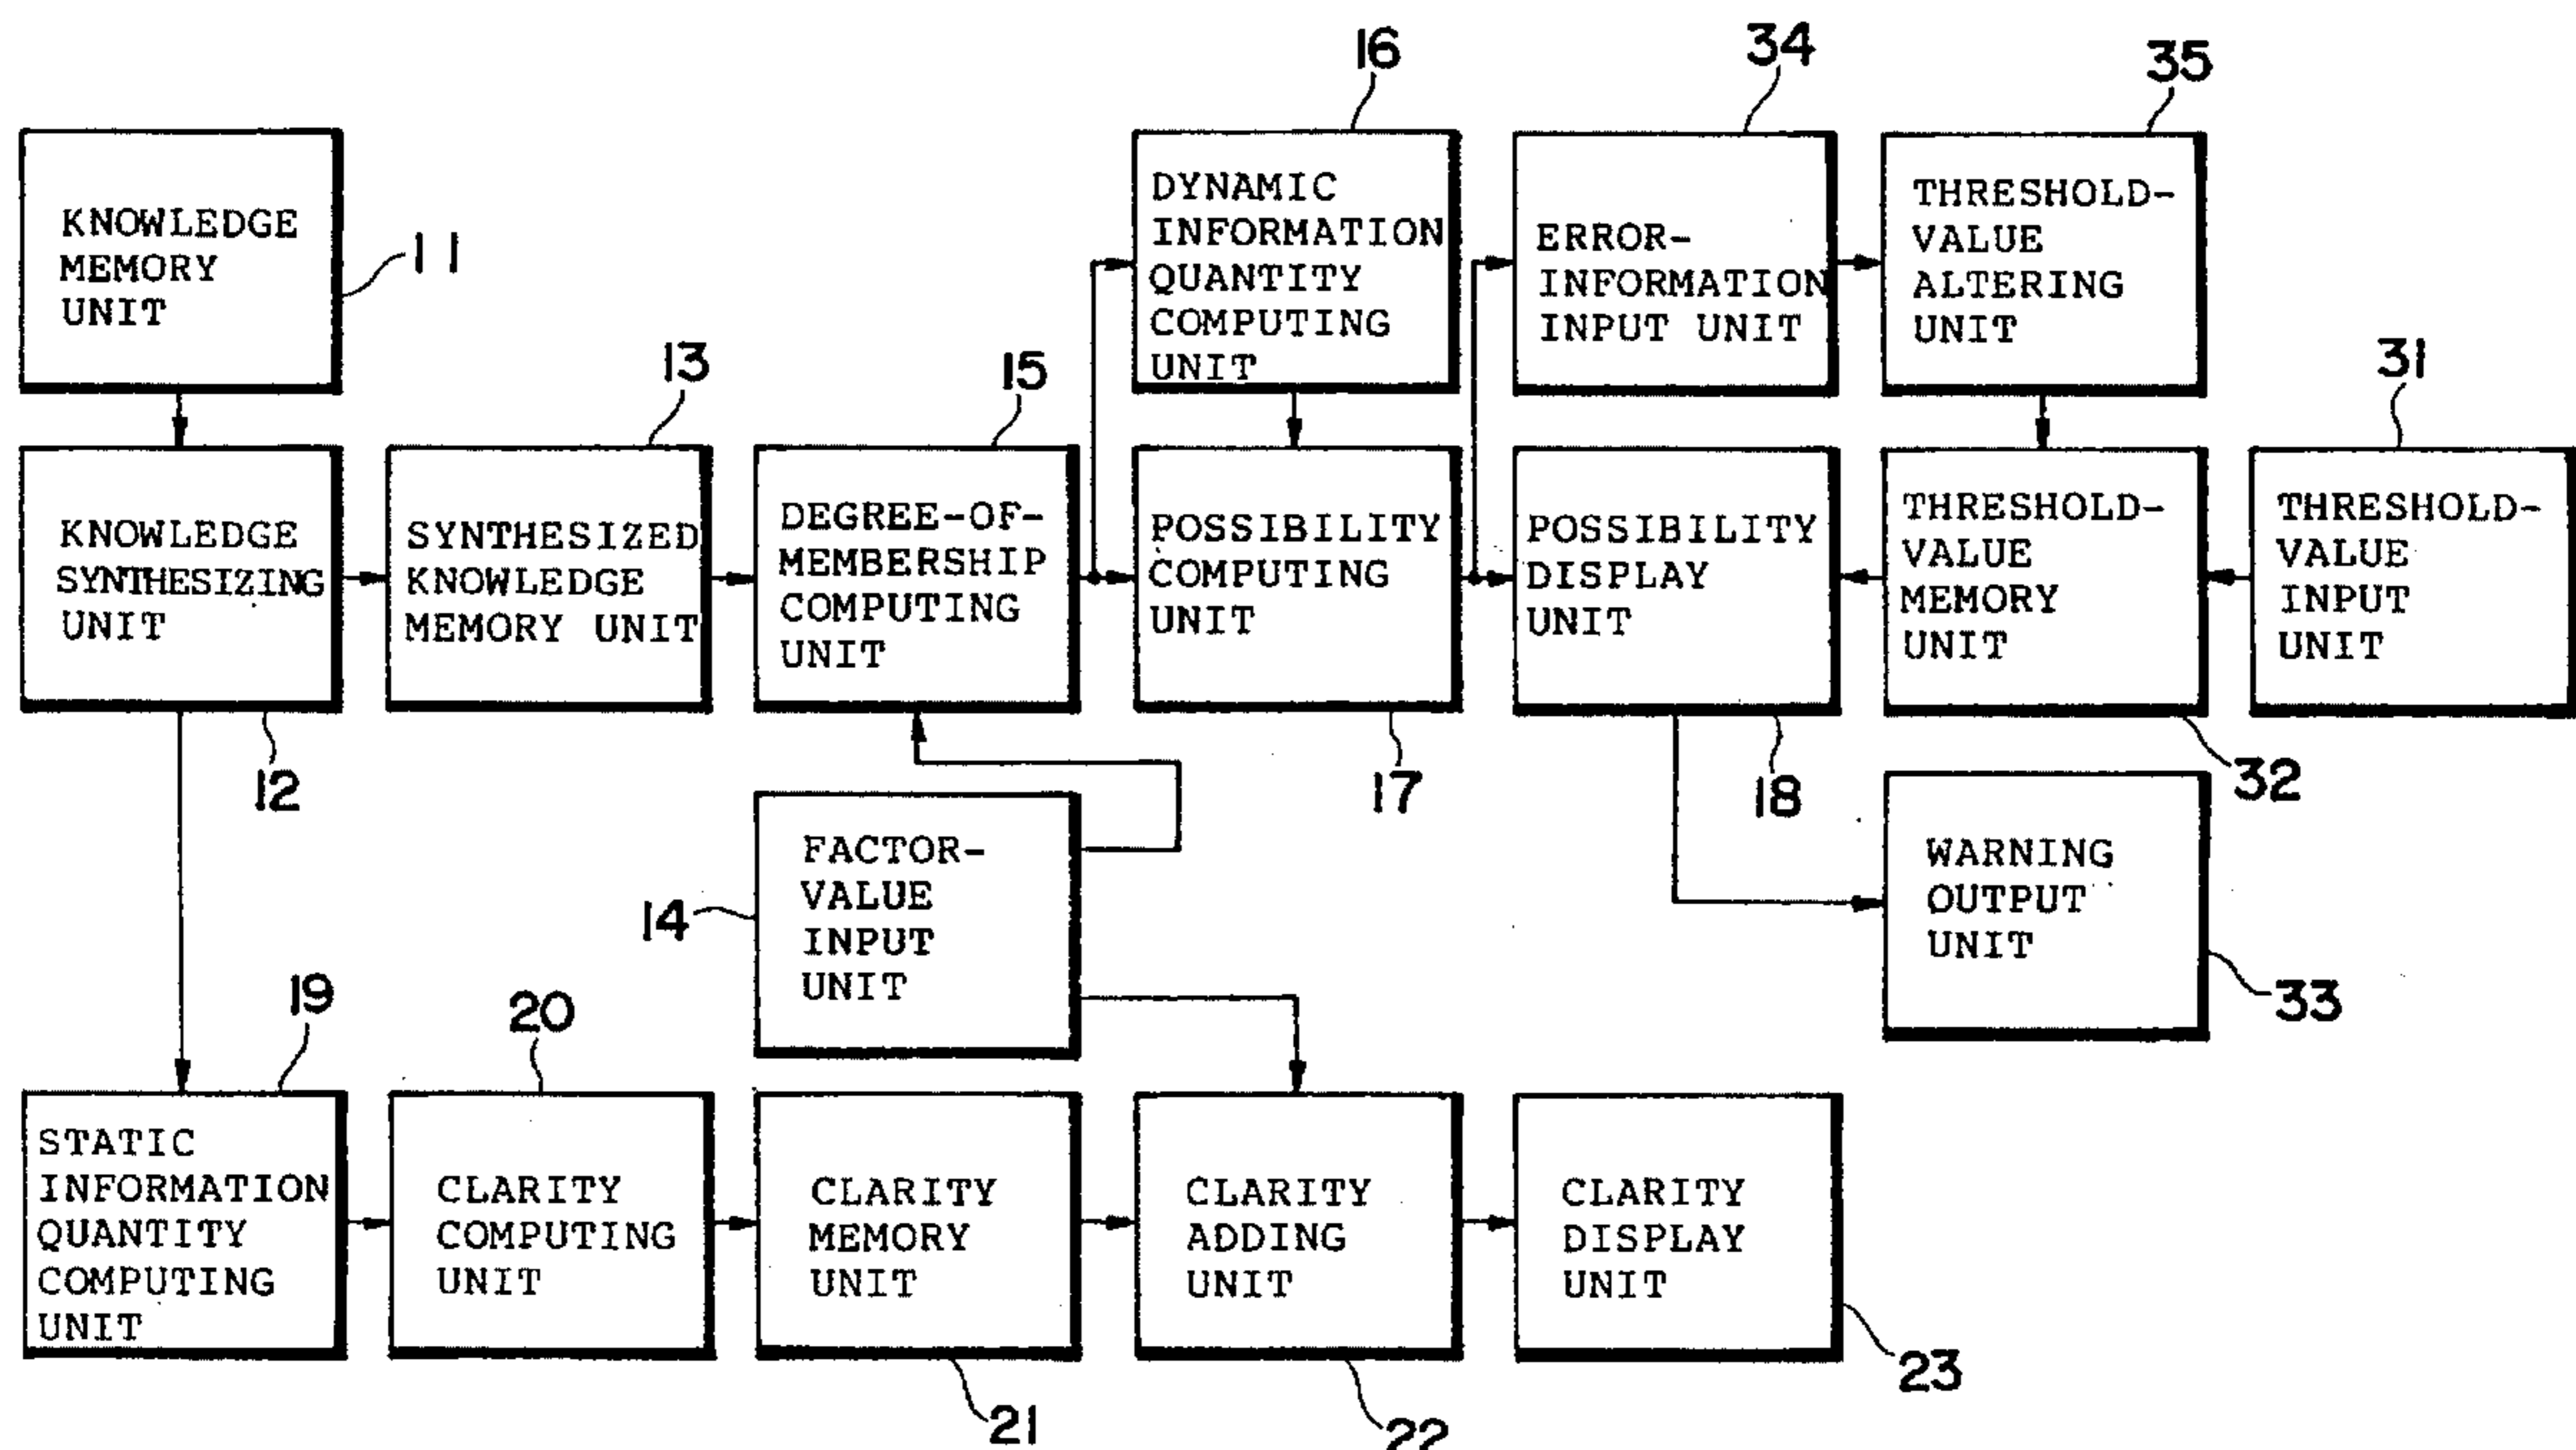 16
34
35
KNOWLEDGE
MEMORY
UNIT
11
DYNAMIC
INFORMATION
QUANTITY
COMPUTING
UNIT
ERROR-
INFORMATION
INPUT UNIT
THRESHOLD-
VALUE
ALTERING
UNIT
13
15
31
KNOWLEDGE
SYNTHESIZING
UNIT
12
SYNTHESIZED
KNOWLEDGE
MEMORY UNIT
DEGREE-OF-
MEMBERSHIP
COMPUTING
UNIT
POSSIBILITY
COMPUTING
UNIT
17
POSSIBILITY
DISPLAY
UNIT
18
THRESHOLD-
VALUE
MEMORY
UNIT
32
THRESHOLD-
VALUE
INPUT
UNIT
14
FACTOR-
VALUE
INPUT
UNIT
WARNING
OUTPUT
UNIT
33
19
20
STATIC
INFORMATION
QUANTITY
COMPUTING
UNIT
CLARITY
COMPUTING
UNIT
CLARITY
MEMORY
UNIT
21
CLARITY
ADDING
UNIT
22
CLARITY
DISPLAY
UNIT
23